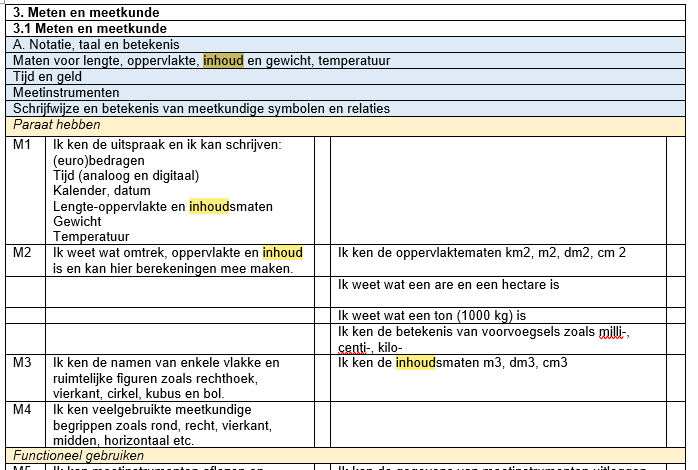 3. Meten en meetkunde
3.1 Meten en meetkunde
A. Notatie, taal en betekenis
Maten voor lengte, oppervlakte, inhoud en gewicht, temperatuur
Tijd en geld
Meetinstrumenten
Schrijfwijze en betekenis van meetkundige symbolen en relaties
Paraat hebben
M1 Ik ken de uitspraak en ik kan schrijven:
(euro)bedragen
Tijd (analoog en digitaal)
Kalender, datum
Lengte-oppervlakte en inhoudsmaten
Gewicht
Temperatuur
M2 Ik weet wat omtrek, oppervlakte en inhoud
is en kan hier berekeningen mee maken.
Ik ken de oppervlaktematen km2, m2, dm2, cm 2
Ik weet wat een are en een hectare is
Ik weet wat een ton (1000 kg) is
Ik ken de betekenis van voorvoegsels zoals milli-,
centi-, kilo-
M3 Ik ken de namen van enkele vlakke en
ruimtelijke figuren zoals rechthoek,
vierkant, cirkel, kubus en bol.
Ik ken de inhoudsmaten m3, dm3, cm3
M4 Ik ken veelgebruikte meetkundige
begrippen zoals rond, recht, vierkant,
midden, horizontaal etc.
Functioneel gebruiken